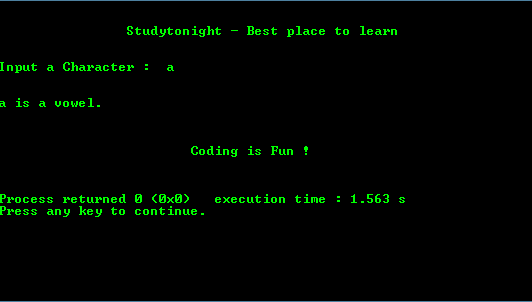 Studytonight - Best place to learn
Input a Character :  a
a is a vowel.
Coding is Fun !
Process returned 0 (0x0)   execution time : 1.563 s
Press any key to continue.